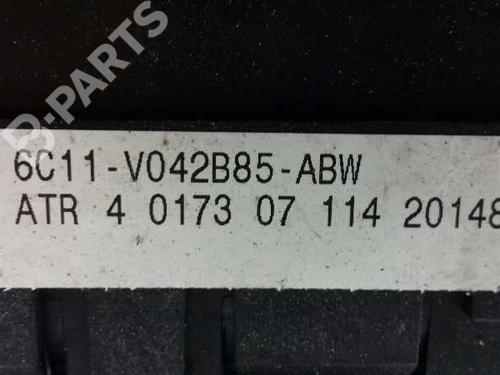 B-PARTS
6C11-V042B85-ABW
ATR 4 0173 07 114 20148